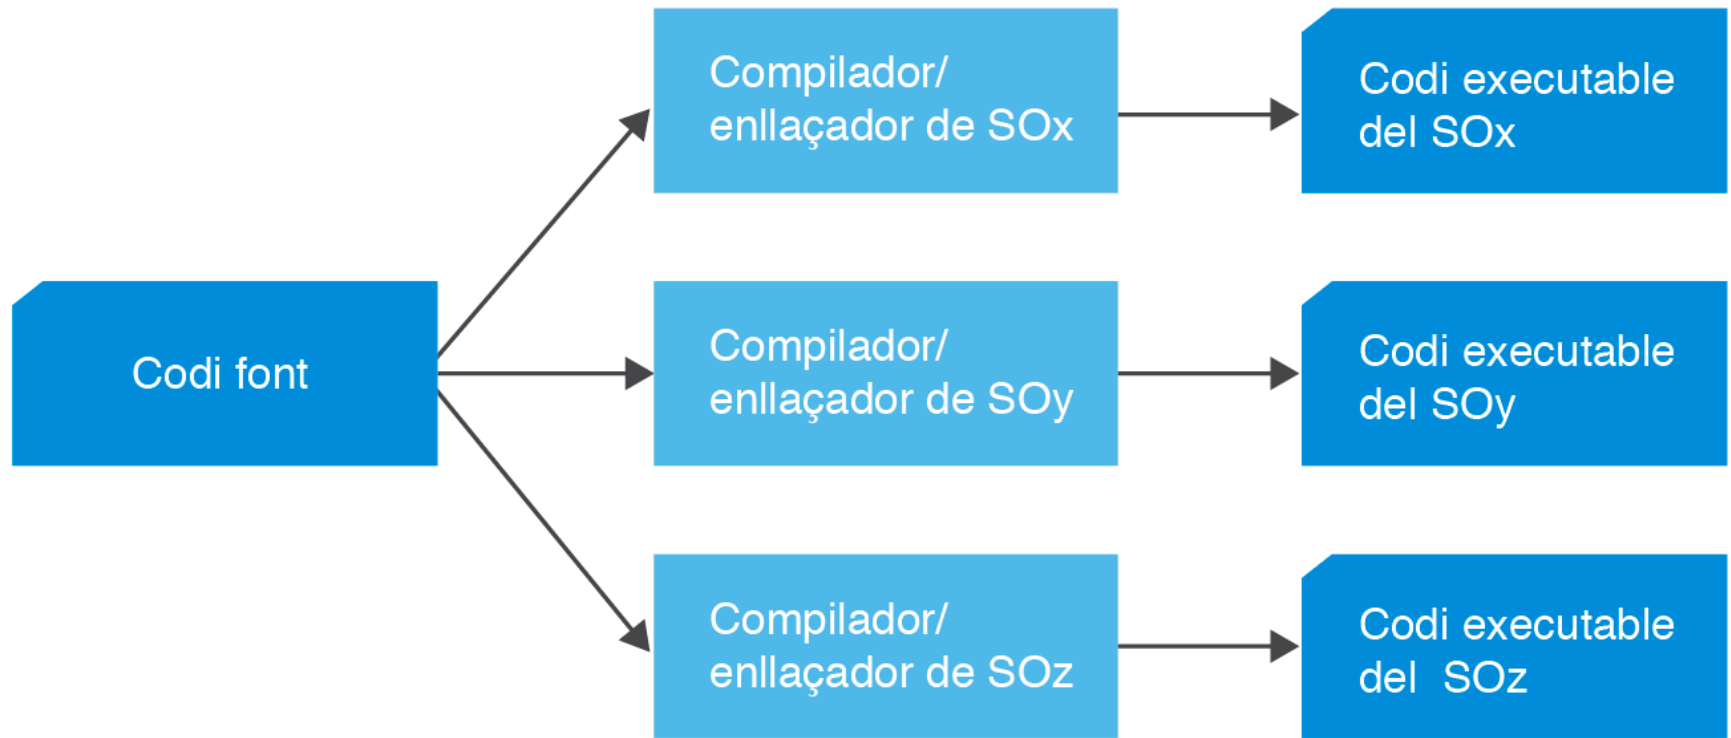 Compilador/
enllaçador de SOx
Codi executable
del SOx
Codi font
Compilador/
enllaçador de SOy
Codi executable
del SOy
Compilador/
enllaçador de SOz
Codi executable
del  SOz